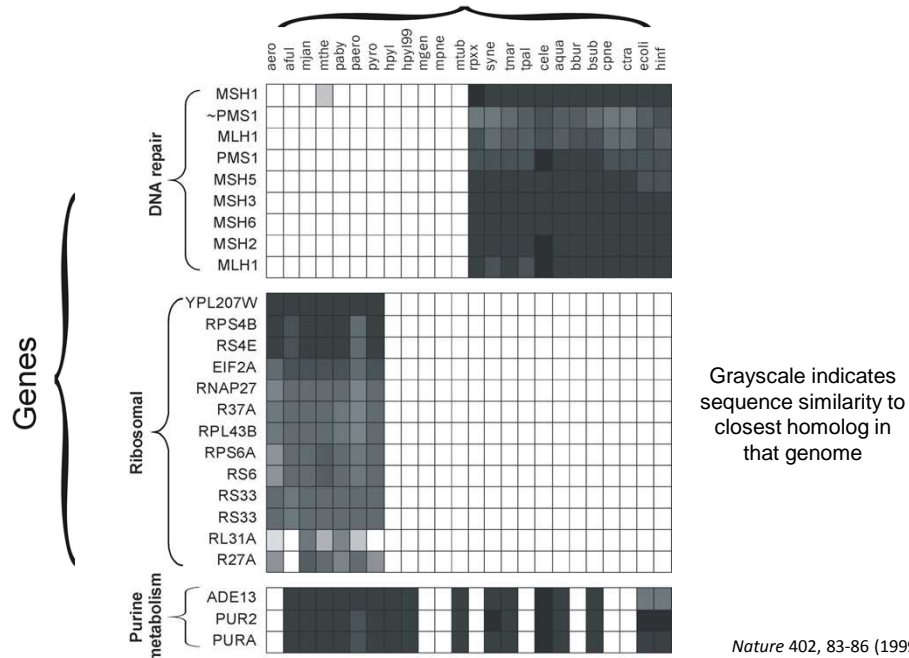 aero aful mjan mthe paby paero pyro hpyl hpyl99 mgen mpne mtub rpxx syne tmar tpal cele aqua bbur bsub cpne ctra ecoli hinf
Genes
DNA repair
MSH1
~PMS1
MLH1
PMS1
MSH5
MSH3
MSH6
MSH2
MLH1
Ribosomal
YPL207W
RPS4B
RS4E
EIF2A
RNAP27
R37A
RPL43B
RPS6A
RS6
RS33
RS33
RL31A
R27A
Purine
metabolism
ADE13
PUR2
PURA
Grayscale indicates
sequence similarity to
closest homolog in
that genome
Nature 402, 83-86 (1999